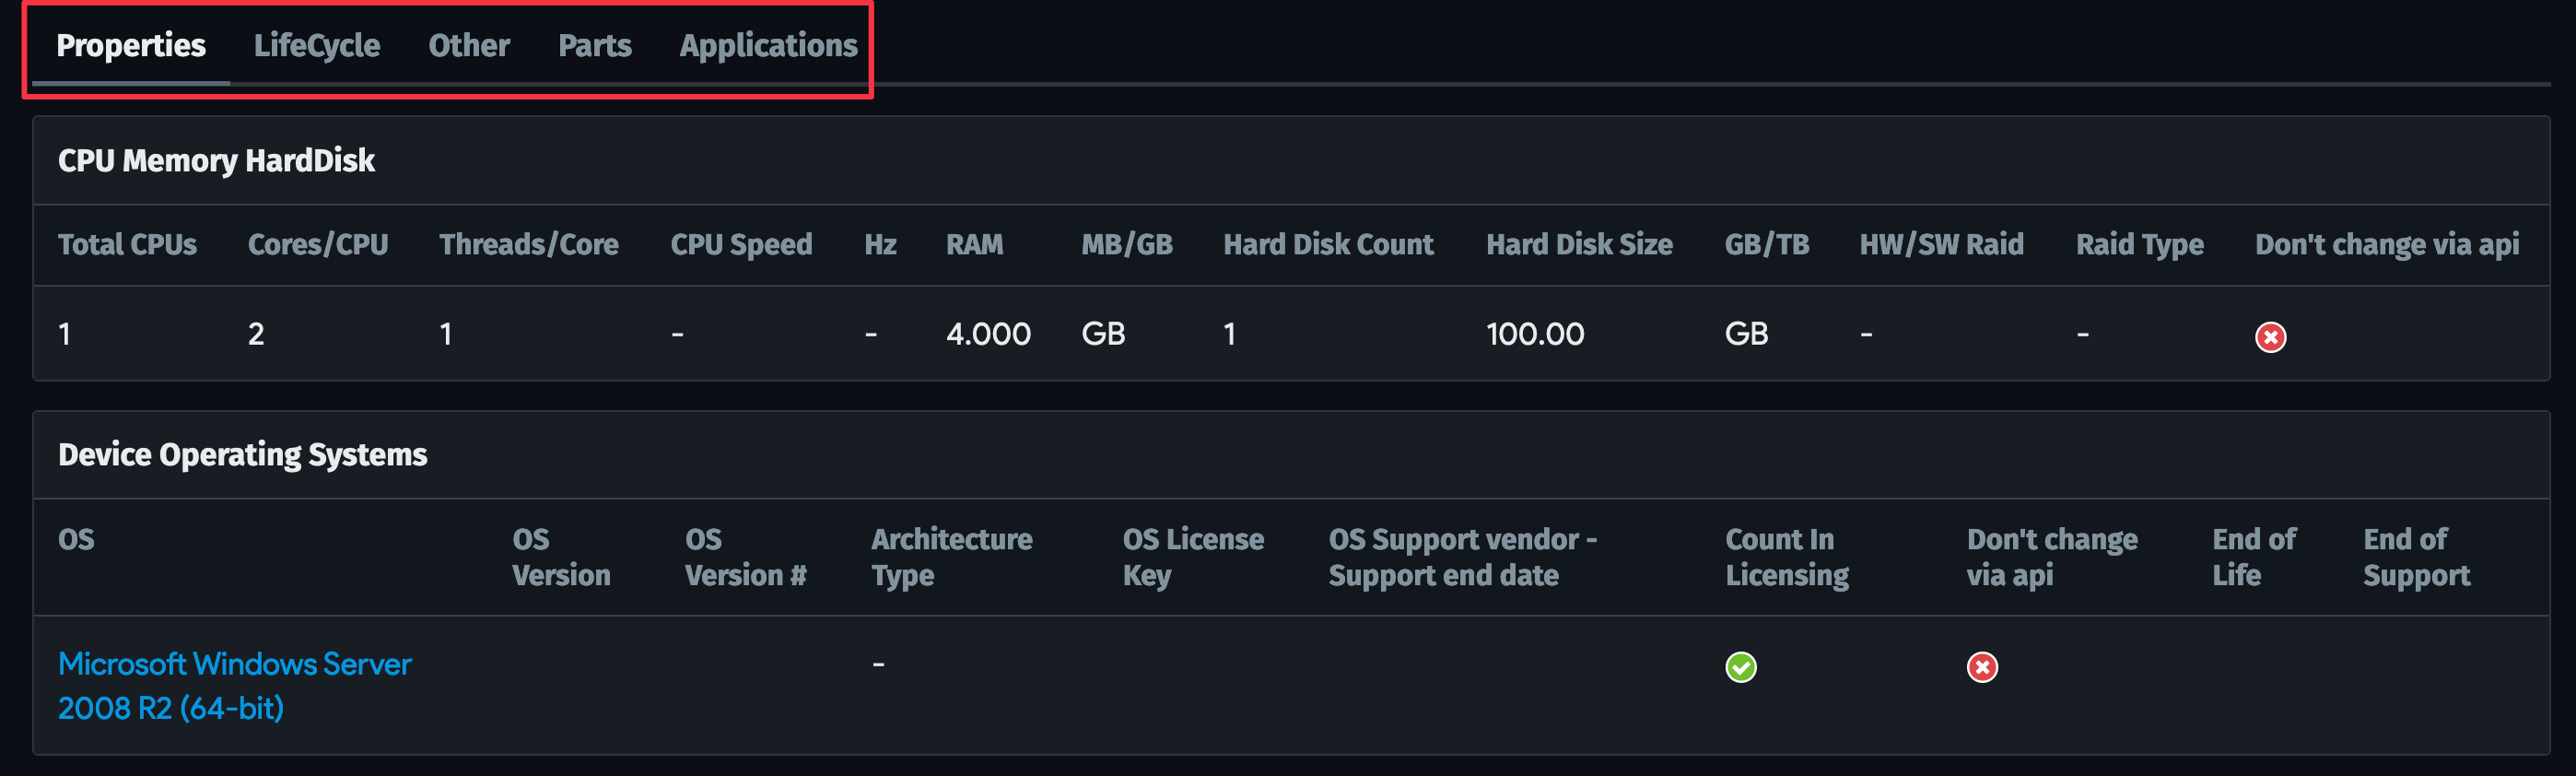 Properties LifeCycle Other Parts Applications
CPU Memory HardDisk
Total CPUs Cores/CPU Threads/Core CPU Speed Hz RAM MB/GB Hard Disk Count Hard Disk Size GB/TB HW/SW Raid Raid Type Don't change via api
1 2 1 - - 4.000 GB 1 100.00 GB - -
Device Operating Systems
OS OS Version OS Version # Architecture Type OS License Key OS Support vendor - Support end date Count In Licensing Don't change via api End of Life End of Support
Microsoft Windows Server -
2008 R2 (64-bit)